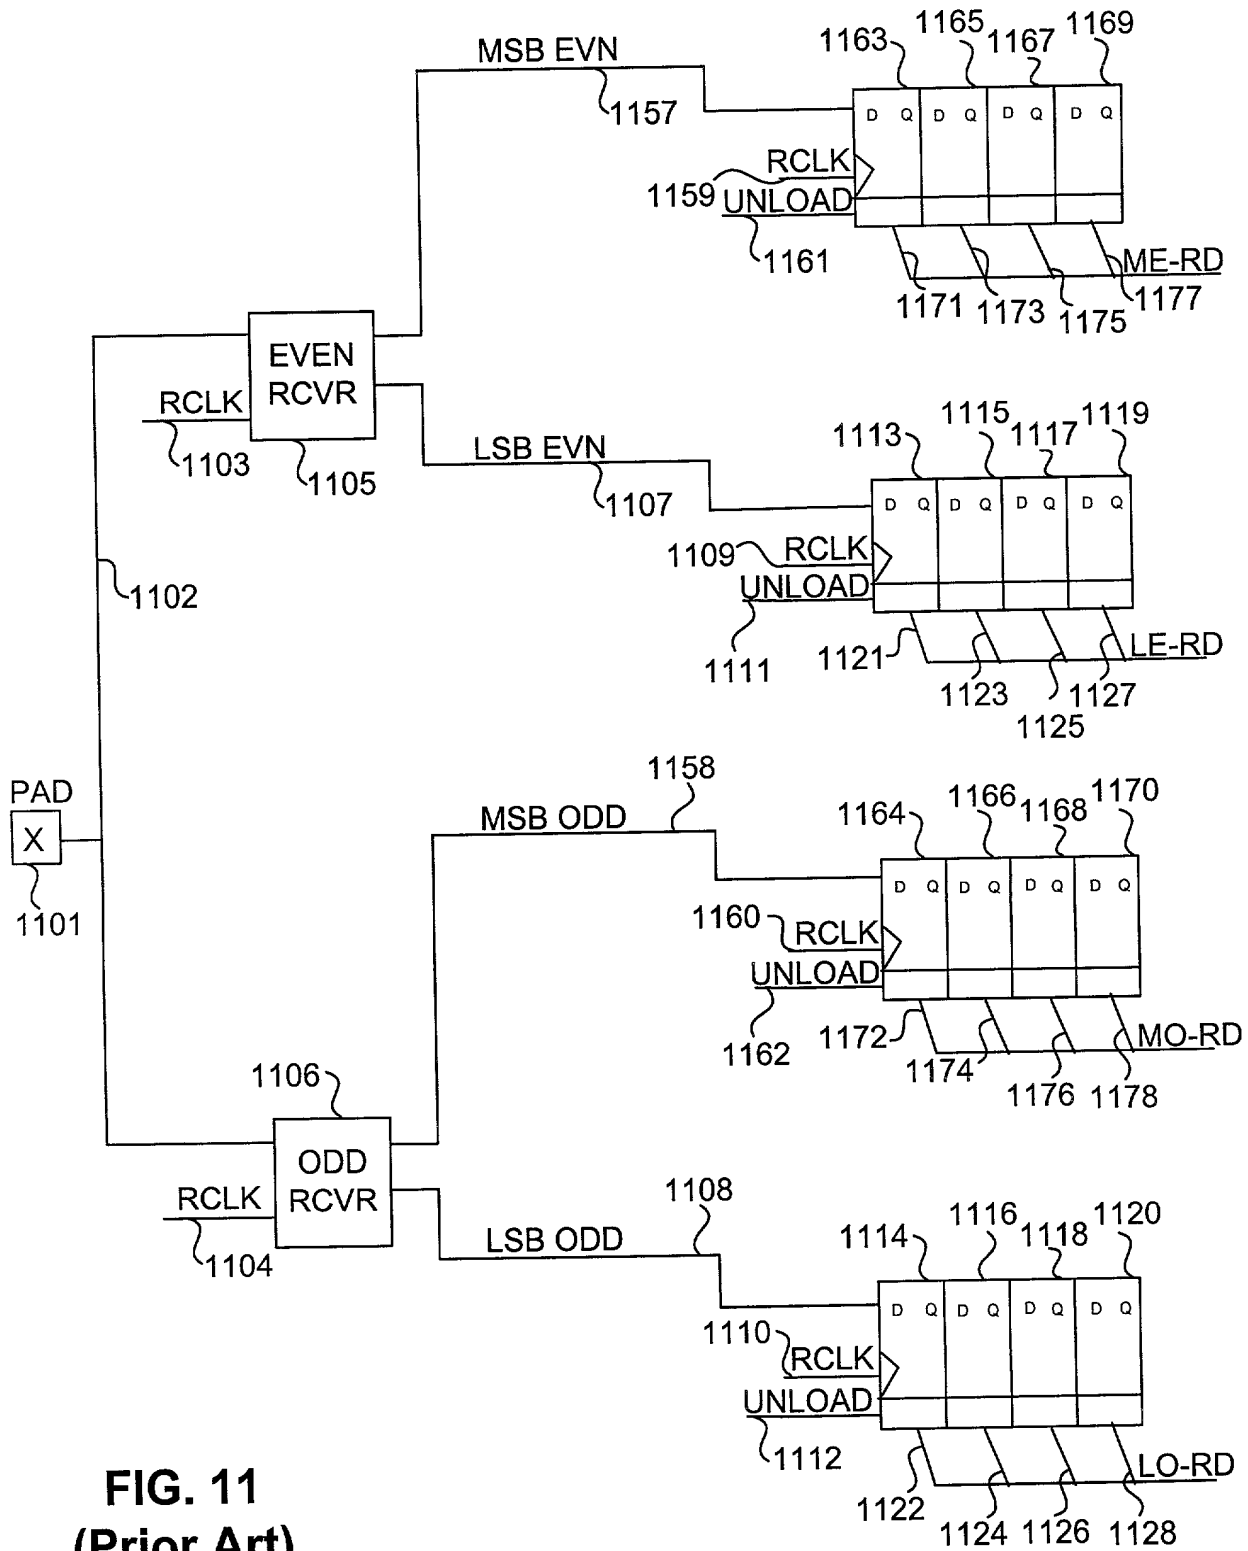 1165
1169
1163
1167
MSB EVN
1157
D Q D Q D Q D Q
RCLK
1159
UNLOAD
1161
ME-RD
1171 1173 1175 1177
EVEN
RCVR
RCLK
1103
1105
1115 1119
1113 1117
LSB EVN
1107
D Q D Q D Q D Q
1109 RCLK
UNLOAD
1111
1102
LE-RD
1121
1123 1127
1125
PAD
X
1101
1158
MSB ODD
1166 1170
1164 1168
D Q D Q D Q D Q
1160
RCLK
UNLOAD
1162
MO-RD
1172
1174 1176 1178
1106
ODD
RCVR
RCLK
1104
1108
LSB ODD
1116 1120
1114 1118
D Q D Q D Q D Q
1110
RCLK
UNLOAD
1112
LO-RD
1122 1124 1126 1128
FIG. 11
(Prior Art)